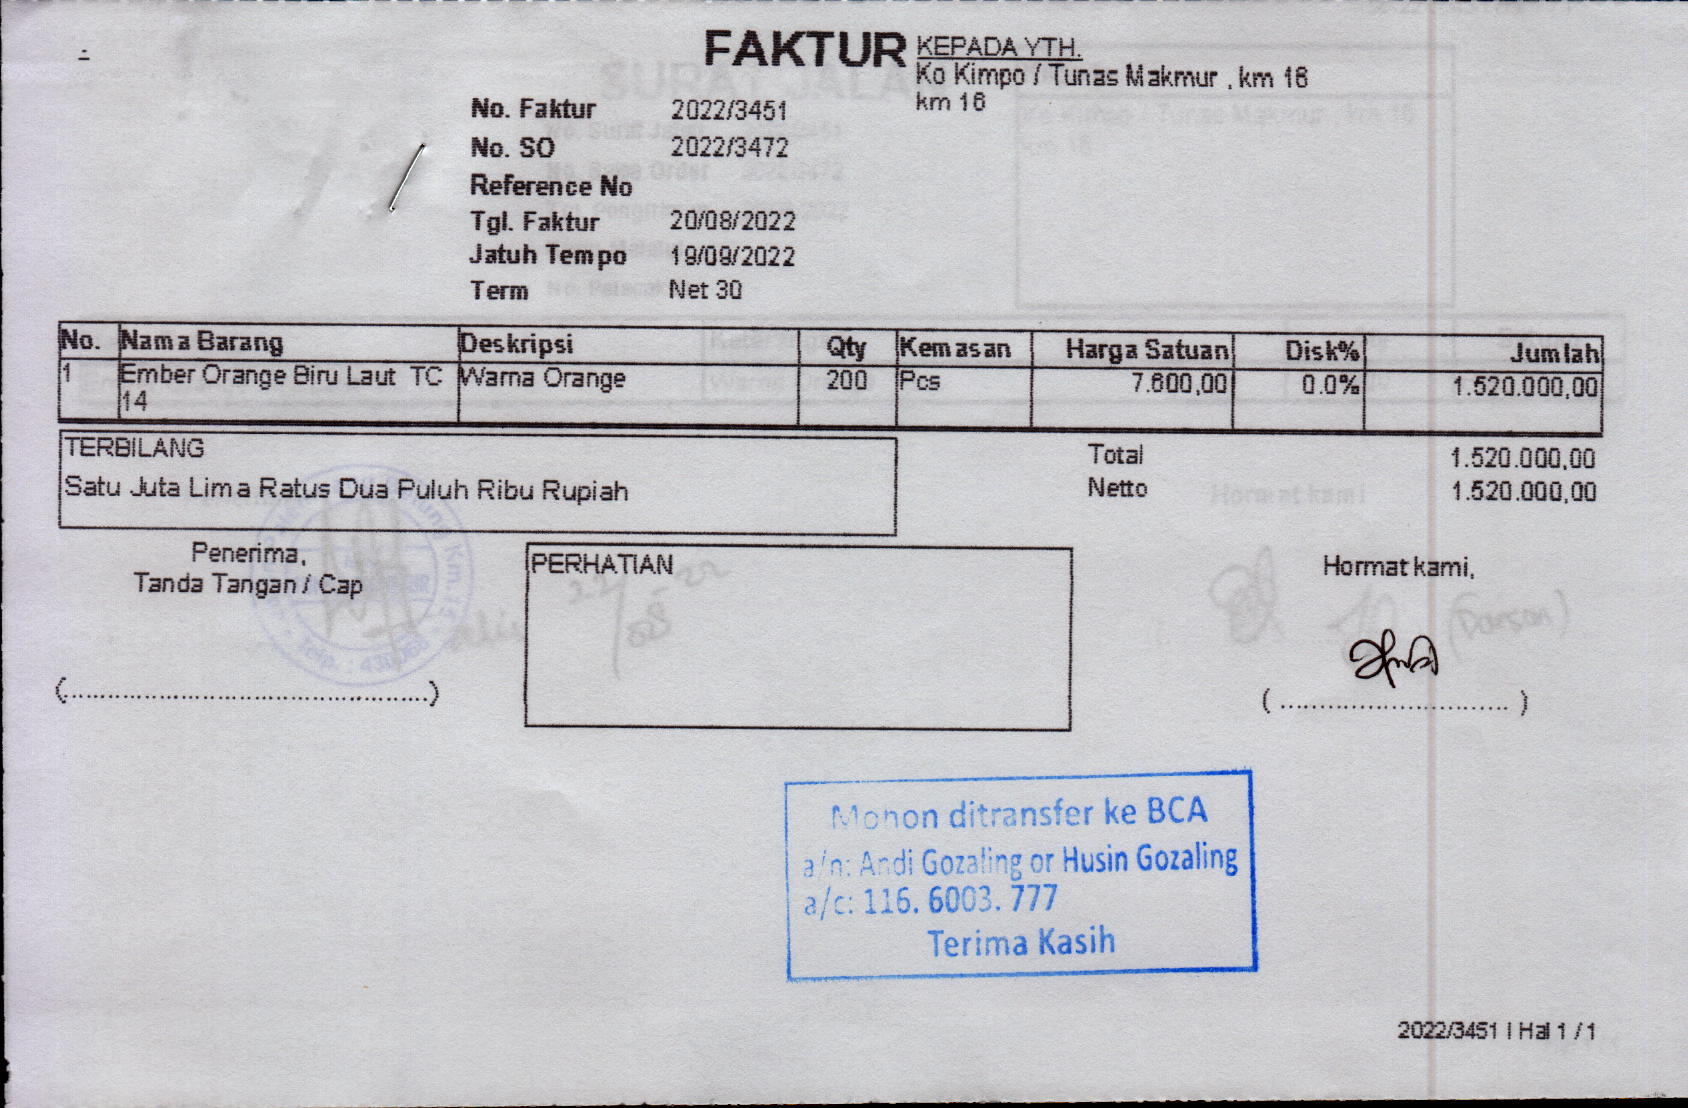 FAKTUR
KEPADA YTH.
Ko Kimpo / Tunas Makmur , km 16
km 16
No. Faktur 2022/3451
No. SO 2022/3472
Reference No
Tgl. Faktur 20/08/2022
Jatuh Tempo 19/09/2022
Term Net 30
No. Nama Barang Deskripsi Qty Kemasan Harga Satuan Disk% Jumlah
1 Ember Orange Biru Laut TC Warna Orange 200 Pcs 7.600,00 0.0% 1.520.000,00
14
TERBILANG
Satu Juta Lima Ratus Dua Puluh Ribu Rupiah
Total 1.520.000,00
Netto 1.520.000,00
Penerima,
Tanda Tangan / Cap
PERHATIAN
Hormat kami,
(............................................)
( ............................ )
Mohon ditransfer ke BCA
a/n: Andi Gozaling or Husin Gozaling
a/c: 116. 6003. 777
Terima Kasih
2022/3451 | Hal 1 / 1